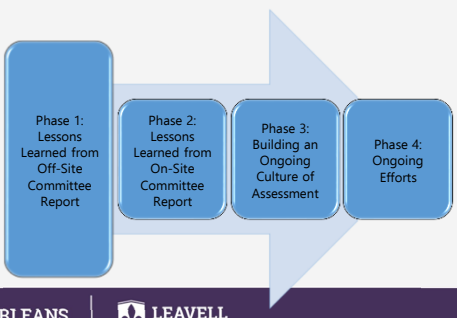 Phase 1:
Lessons
Learned from
Off-Site
Committee
Report
Phase 2:
Lessons
Learned from
On-Site
Committee
Report
Phase 3:
Building an
Ongoing
Culture of
Assessment
Phase 4:
Ongoing
Efforts
LEAVELL